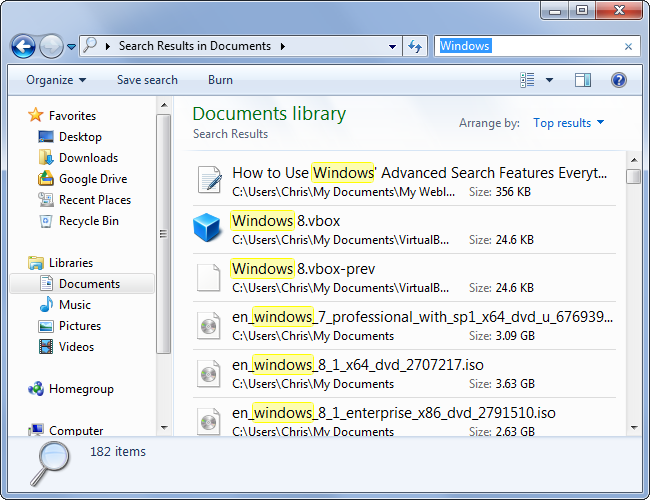 Search Results in Documents
Windows
Organize
Save search
Burn
Favorites
Desktop
Downloads
Google Drive
Recent Places
Recycle Bin
Libraries
Documents
Music
Pictures
Videos
Homegroup
Computer
Documents library
Search Results
Arrange by: Top results
How to Use Windows' Advanced Search Features Everyt...
C:\Users\Chris\My Documents\My Webl... Size: 356 KB
Windows 8.vbox
C:\Users\Chris\My Documents\VirtualB... Size: 24.6 KB
Windows 8.vbox-prev
C:\Users\Chris\My Documents\VirtualB... Size: 24.6 KB
en_windows_7_professional_with_sp1_x64_dvd_u_676939...
C:\Users\Chris\My Documents Size: 3.09 GB
en_windows_8_1_x64_dvd_2707217.iso
C:\Users\Chris\My Documents Size: 3.63 GB
en_windows_8_1_enterprise_x86_dvd_2791510.iso
C:\Users\Chris\My Documents Size: 2.63 GB
182 items